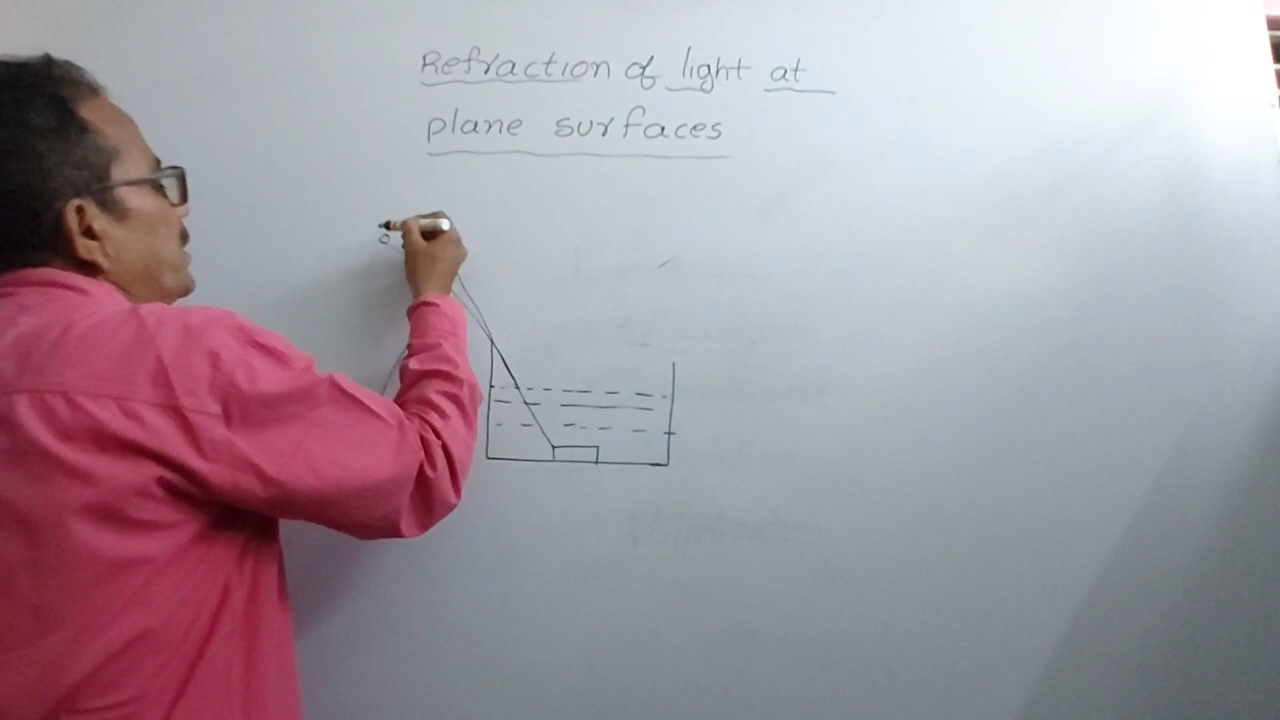 Refraction of light at
plane surfaces